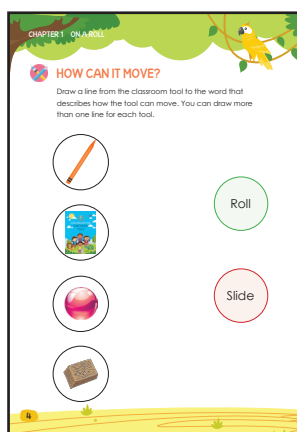 CHAPTER 1 ON A ROLL
HOW CAN IT MOVE?
Draw a line from the classroom tool to the word that
describes how the tool can move. You can draw more
than one line for each tool.
Roll
Slide
4